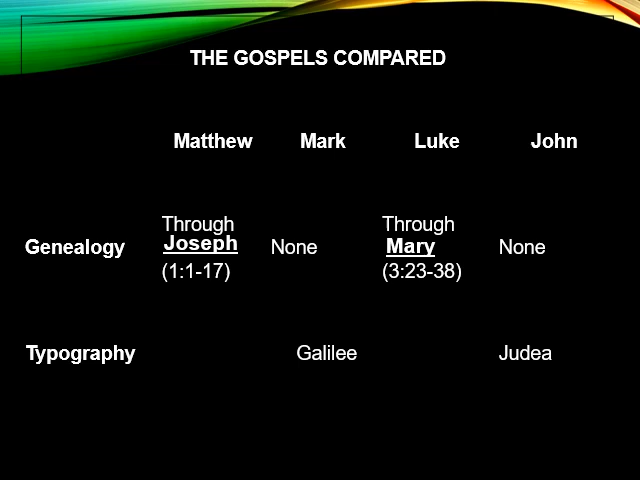 THE GOSPELS COMPARED
Matthew Mark Luke John
Genealogy Through Joseph (1:1-17) None Through Mary (3:23-38) None
Typography Galilee Judea